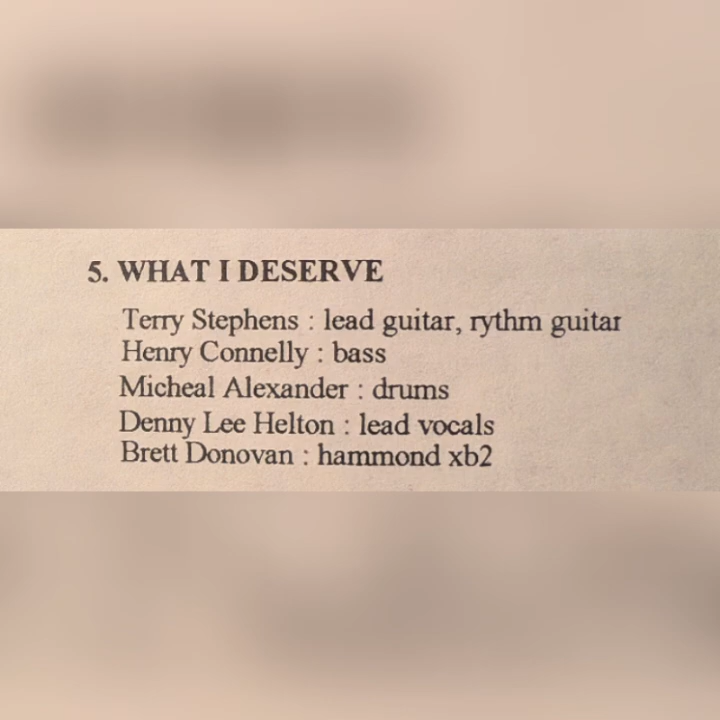 5. WHAT I DESERVE
Terry Stephens : lead guitar, rythm guitar
Henry Connelly : bass
Micheal Alexander : drums
Denny Lee Helton : lead vocals
Brett Donovan : hammond xb2